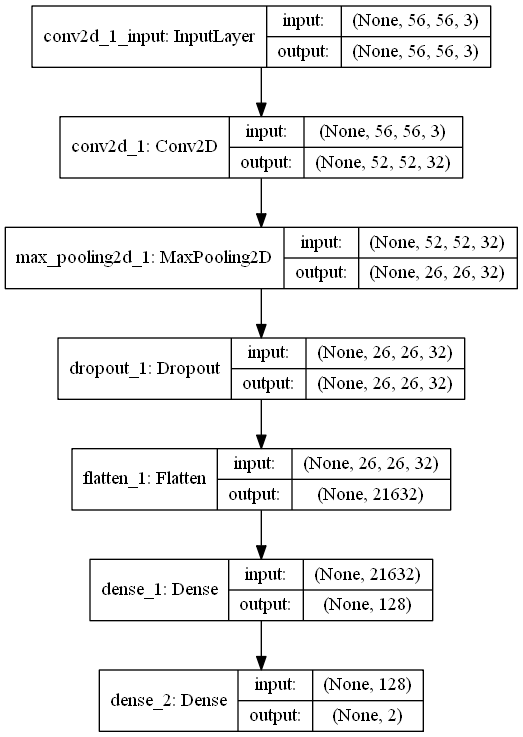 conv2d_1_input: InputLayer
input: (None, 56, 56, 3)
output: (None, 56, 56, 3)
conv2d_1: Conv2D
input: (None, 56, 56, 3)
output: (None, 52, 52, 32)
max_pooling2d_1: MaxPooling2D
input: (None, 52, 52, 32)
output: (None, 26, 26, 32)
dropout_1: Dropout
input: (None, 26, 26, 32)
output: (None, 26, 26, 32)
flatten_1: Flatten
input: (None, 26, 26, 32)
output: (None, 21632)
dense_1: Dense
input: (None, 21632)
output: (None, 128)
dense_2: Dense
input: (None, 128)
output: (None, 2)